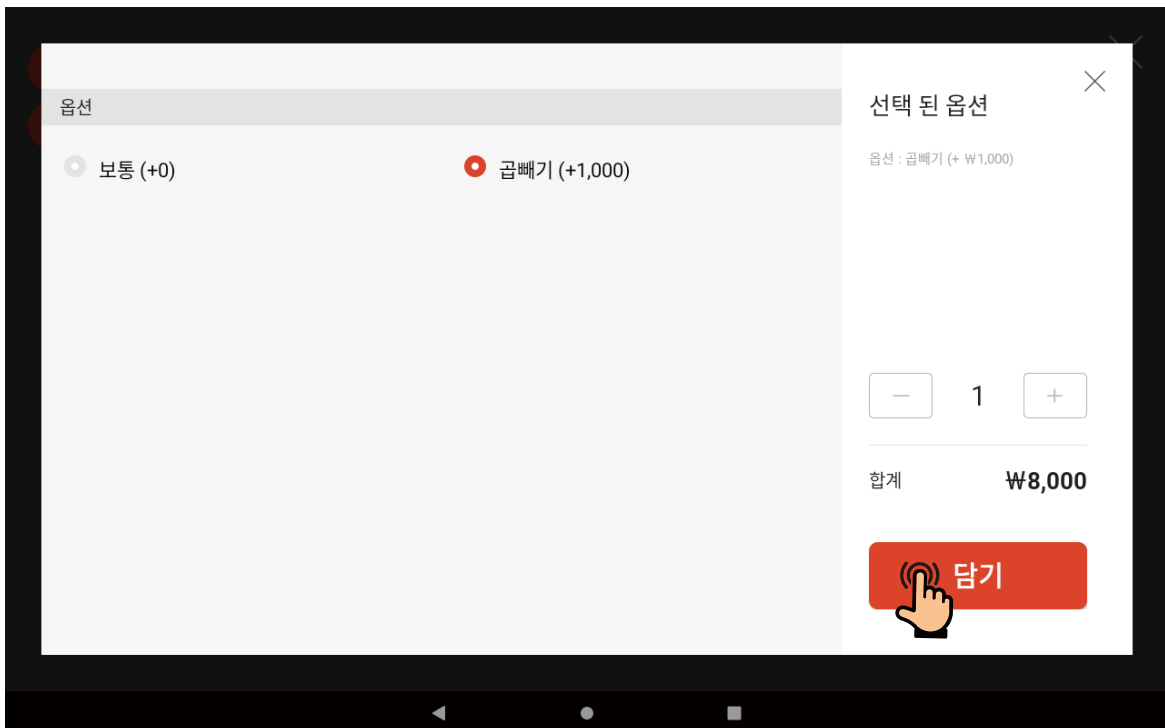 옵션
보통 (+0)
곱빼기 (+1,000)
선택 된 옵션
옵션 : 곱빼기 (+ ₩1,000)
1
합계
₩8,000
담기